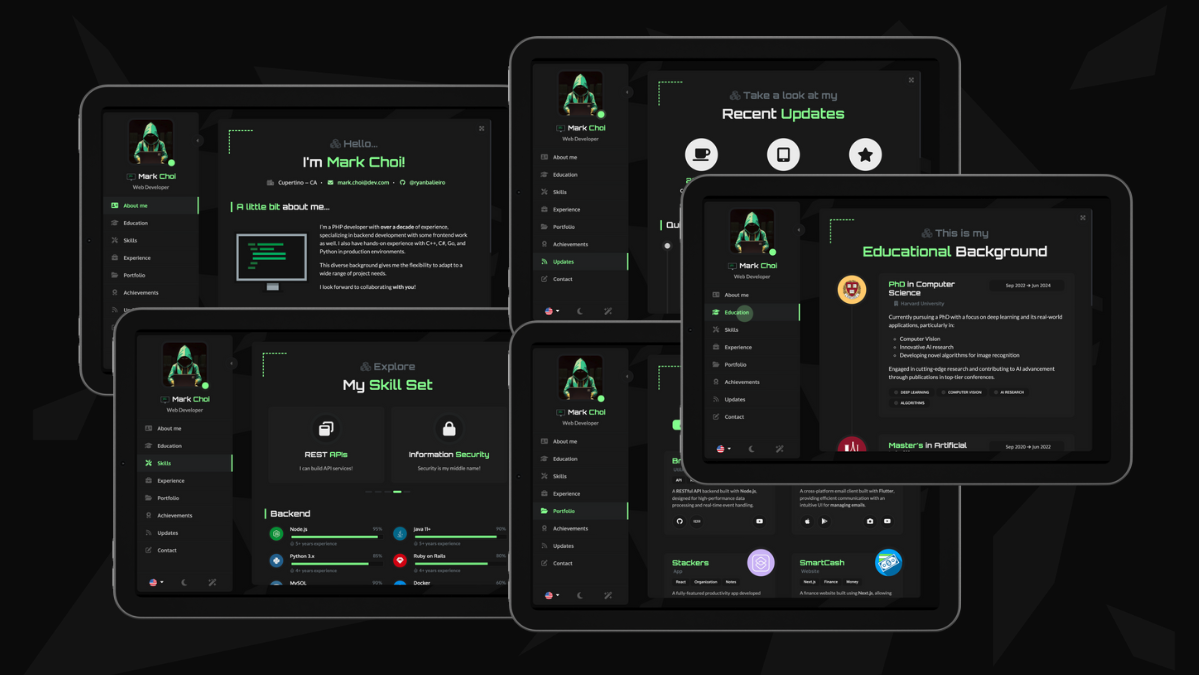 Mark Choi
Web Developer
About me
Education
Skills
Experience
Portfolio
Achievements
Hello...
I'm Mark Choi!
Cupertino – CA • mark.choi@dev.com • @ryanbalieiro
A little bit about me...
I'm a PHP developer with over a decade of experience,
specializing in backend development with some frontend work
as well. I also have hands-on experience with C++, C#, Go, and
Python in production environments.
This diverse background gives me the flexibility to adapt to a
wide range of project needs.
I look forward to collaborating with you!
Mark Choi
Web Developer
About me
Education
Skills
Experience
Portfolio
Achievements
Updates
Contact
Take a look at my
Recent Updates
Qu
Mark Choi
Web Developer
About me
Education
Skills
Experience
Portfolio
Achievements
Updates
Contact
This is my
Educational Background
PhD in Computer
Science
Sep 2022 → Jun 2024
Harvard University
Currently pursuing a PhD with a focus on deep learning and its real-world
applications, particularly in:
Computer Vision
Innovative AI research
Developing novel algorithms for image recognition
Engaged in cutting-edge research and contributing to AI advancement
through publications in top-tier conferences.
DEEP LEARNING COMPUTER VISION AI RESEARCH
ALGORITHMS
Master's in Artificial
Sep 2020 → Jun 2022
Mark Choi
Web Developer
About me
Education
Skills
Experience
Portfolio
Achievements
Updates
Contact
Explore
My Skill Set
REST APIs
I can build API services!
Information Security
Security is my middle name!
Backend
Node.js 95%
5+ years experience
Java 11+ 90%
3+ years experience
Python 3.x
4+ years experience
Ruby on Rails
4+ years experience
MySQL
Docker
Mark Choi
Web Developer
About me
Education
Skills
Experience
Portfolio
Achievements
Updates
Contact
API
A RESTful API backend built with Node.js,
designed for high performance data
processing and real-time event handling.
A cross-platform email client built with Flutter,
providing efficient communication with an
intuitive UI for managing emails.
Stackers
App
React Organization Notes
A fully featured productivity app developed
SmartCash
Website
Next.js Finance Money
A finance website built using Next.js, allowing